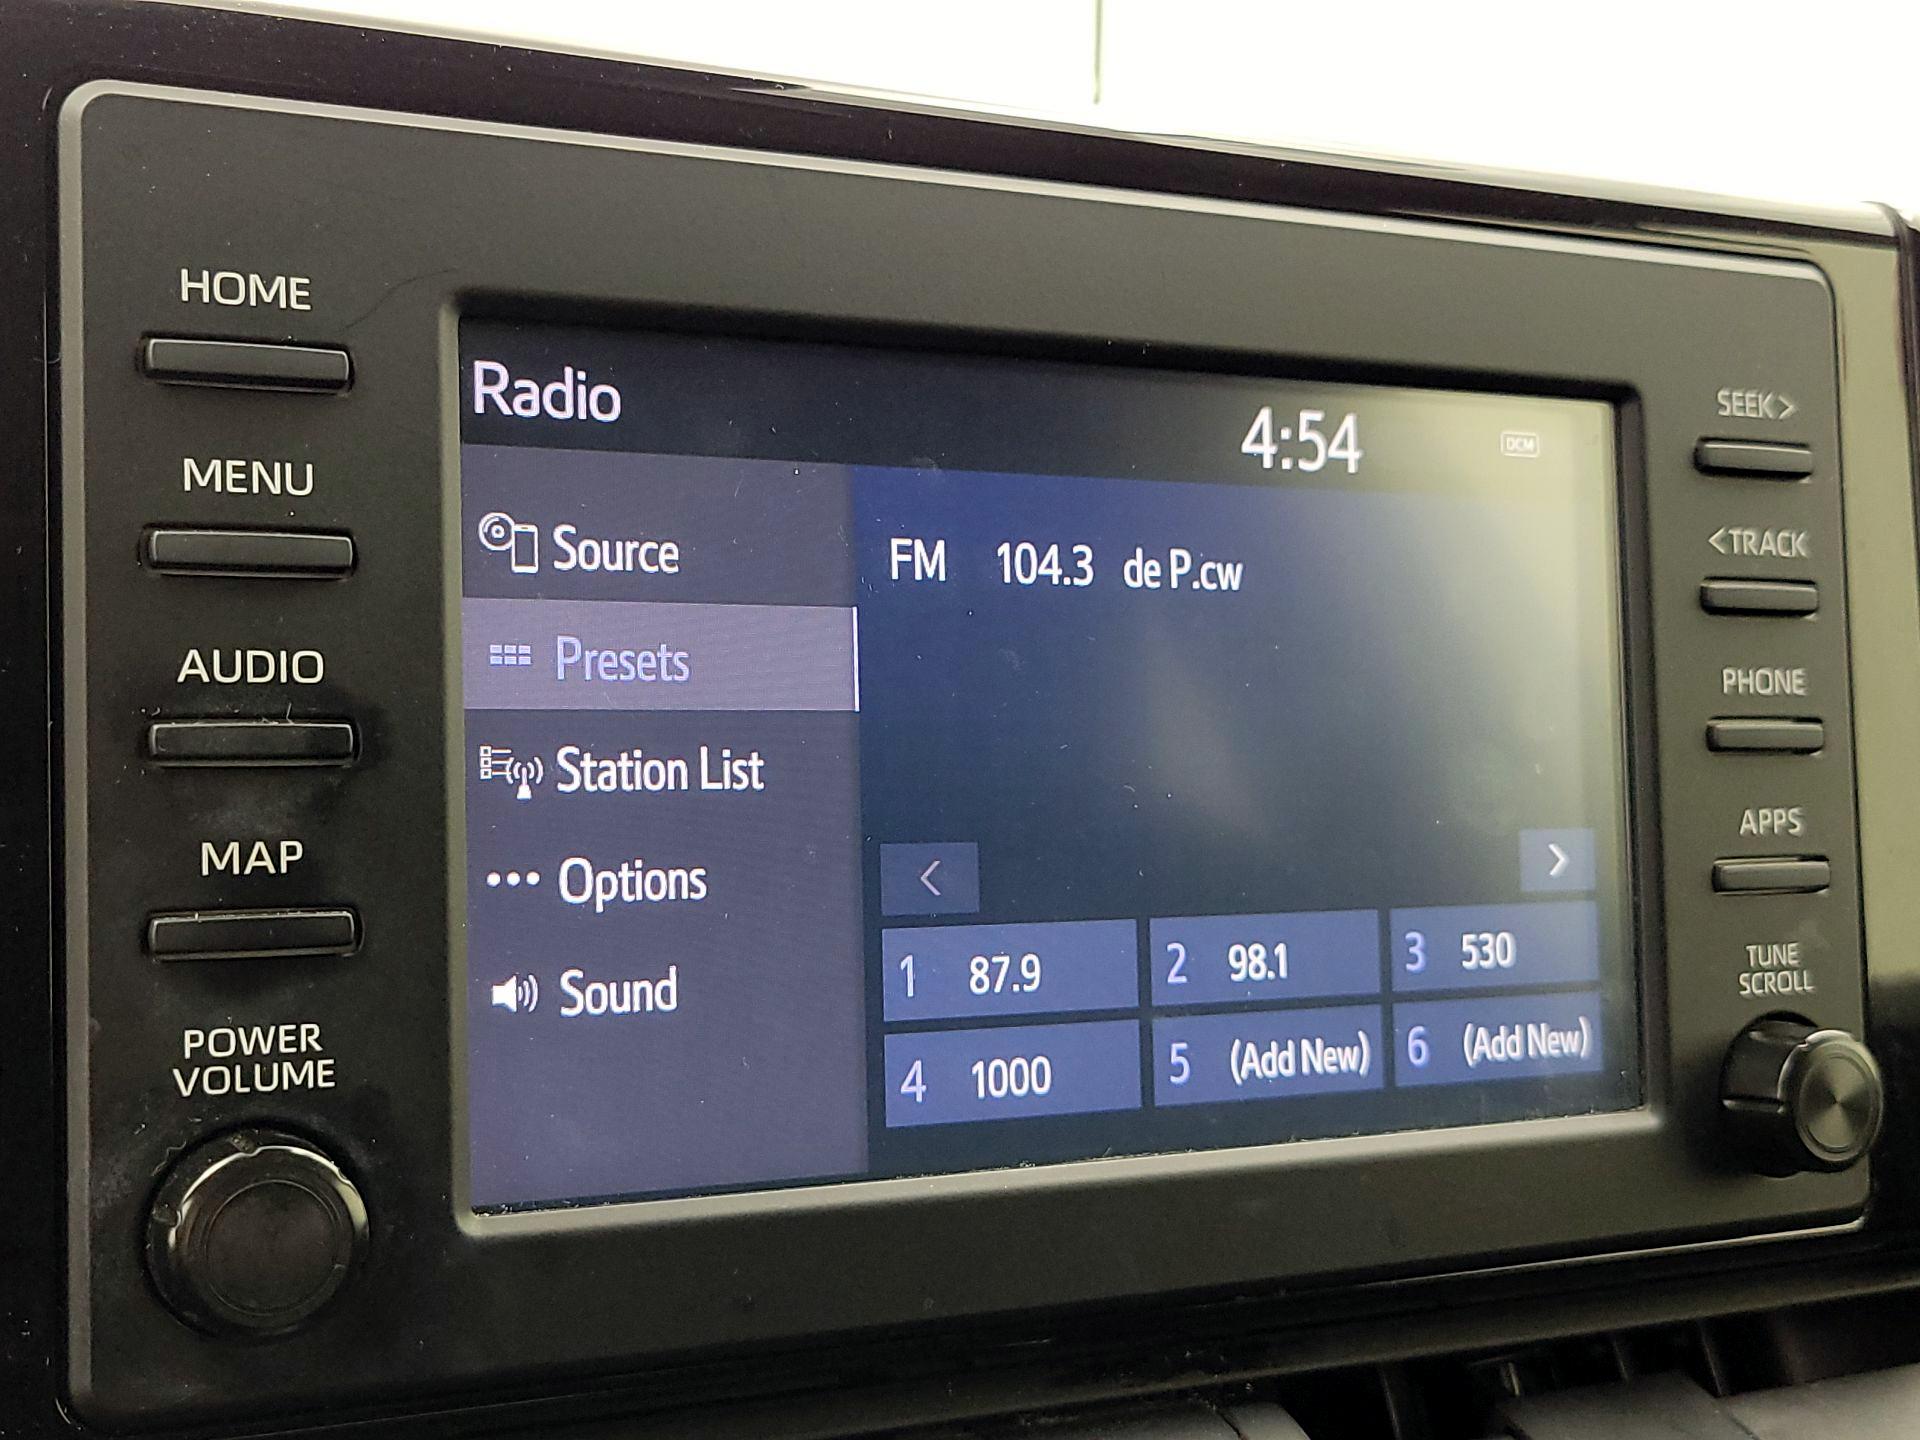 HOME
MENU
AUDIO
MAP
POWER
VOLUME
Radio
4:54
DCM
Source
Presets
Station List
Options
Sound
FM 104.3 de P.cw
<
>
1 87.9
2 98.1
3 530
4 1000
5 (Add New)
6 (Add New)
SEEK>
<TRACK
PHONE
APPS
TUNE
SCROLL